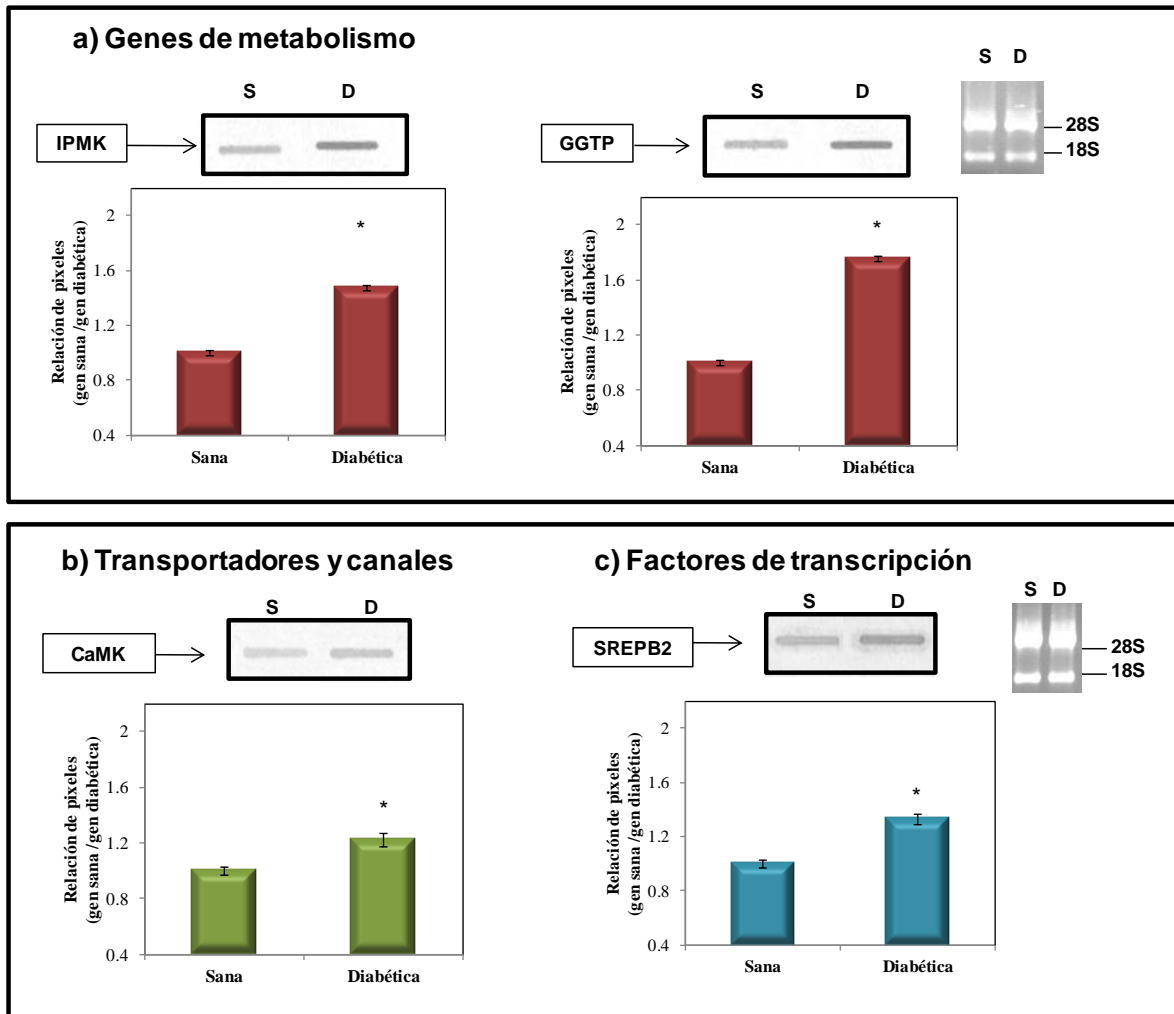 a) Genes de metabolismo
S D
IPMK
2
1.6
1.2
0.8
0.4
Relación de pixeles
(gen sana /gen diabética)
*
Sana Diabética
S D
GGTP
2
1.6
1.2
0.8
0.4
Relación de pixeles
(gen sana /gen diabética)
*
Sana Diabética
S D
28S
18S
b) Transportadores y canales
S D
CaMK
2
1.6
1.2
0.8
0.4
Relación de pixeles
(gen sana /gen diabética)
*
Sana Diabética
c) Factores de transcripción
S D
SREPB2
2
1.6
1.2
0.8
0.4
Relación de pixeles
(gen sana /gen diabética)
*
Sana Diabética
S D
28S
18S